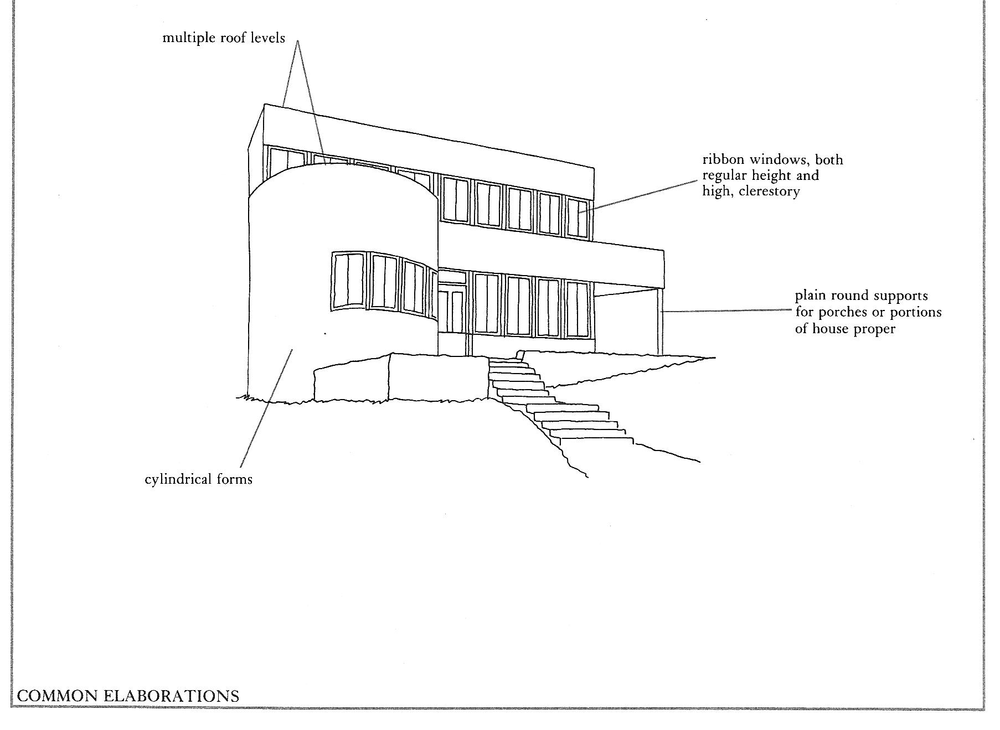 multiple roof levels
ribbon windows, both
regular height and
high, clerestory
plain round supports
for porches or portions
of house proper
cylindrical forms
COMMON ELABORATIONS